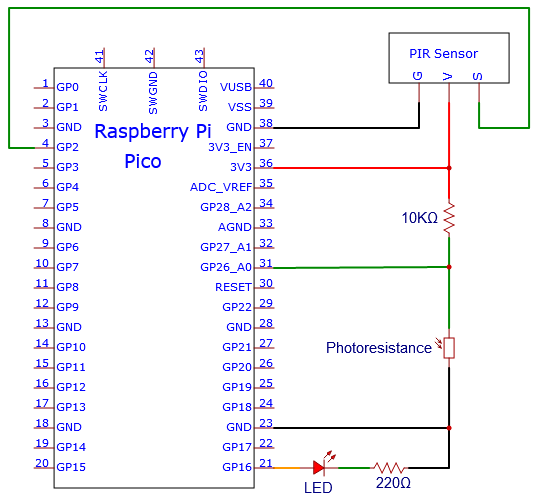 41
42
43
SWCLK
SWGND
SWDIO
PIR Sensor
G
V
S
Raspberry Pi
Pico
1 GP0 VUSB 40
2 GP1 VSS 39
3 GND GND 38
4 GP2 3V3_EN 37
5 GP3 3V3 36
6 GP4 ADC_VREF 35
7 GP5 GP28_A2 34
8 GND AGND 33
9 GP6 GP27_A1 32
10 GP7 GP26_A0 31
11 GP8 RESET 30
12 GP9 GP22 29
13 GND GND 28
14 GP10 GP21 27
15 GP11 GP20 26
16 GP12 GP19 25
17 GP13 GP18 24
18 GND GND 23
19 GP14 GP17 22
20 GP15 GP16 21
10KΩ
Photoresistance
LED
220Ω